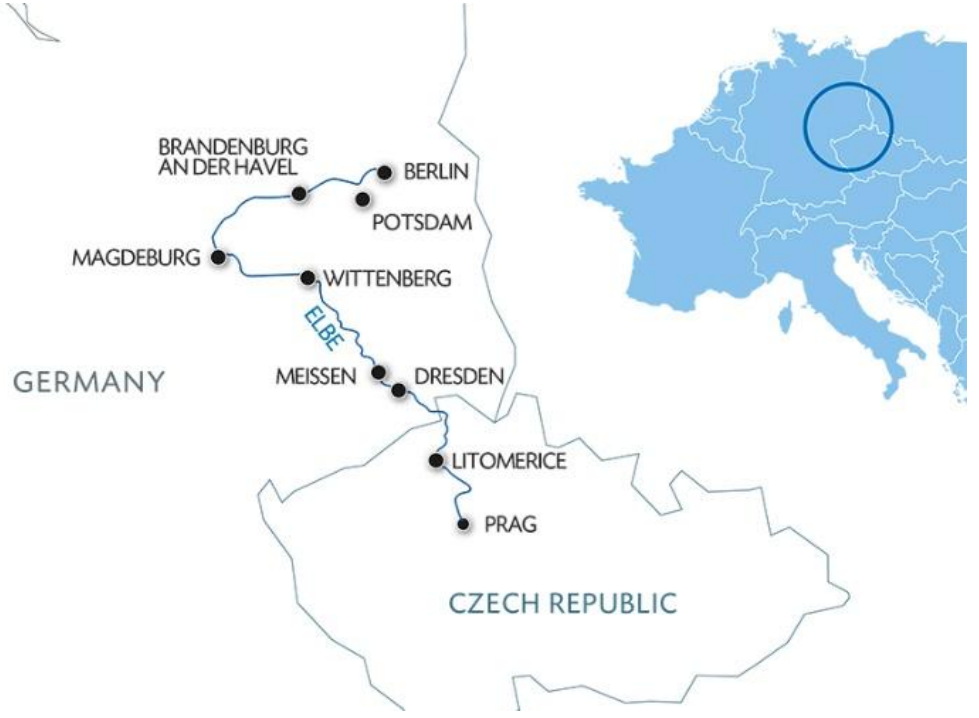 BRANDENBURG
AN DER HAVEL
BERLIN
POTSDAM
MAGDEBURG
WITTENBERG
ELBE
MEISSEN
DRESDEN
GERMANY
LITOMERICE
PRAG
CZECH REPUBLIC